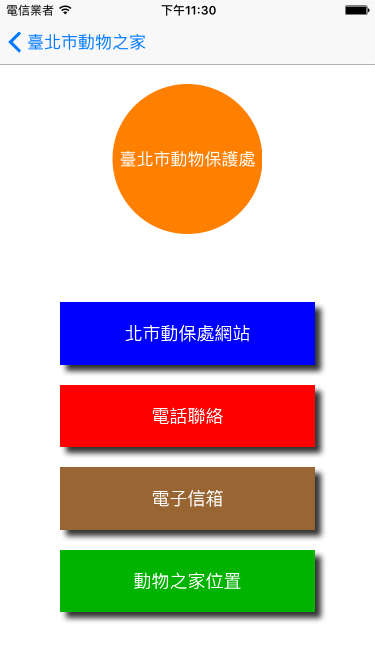 電信業者 下午11:30
臺北市動物之家
臺北市動物保護處
北市動保處網站
電話聯絡
電子信箱
動物之家位置